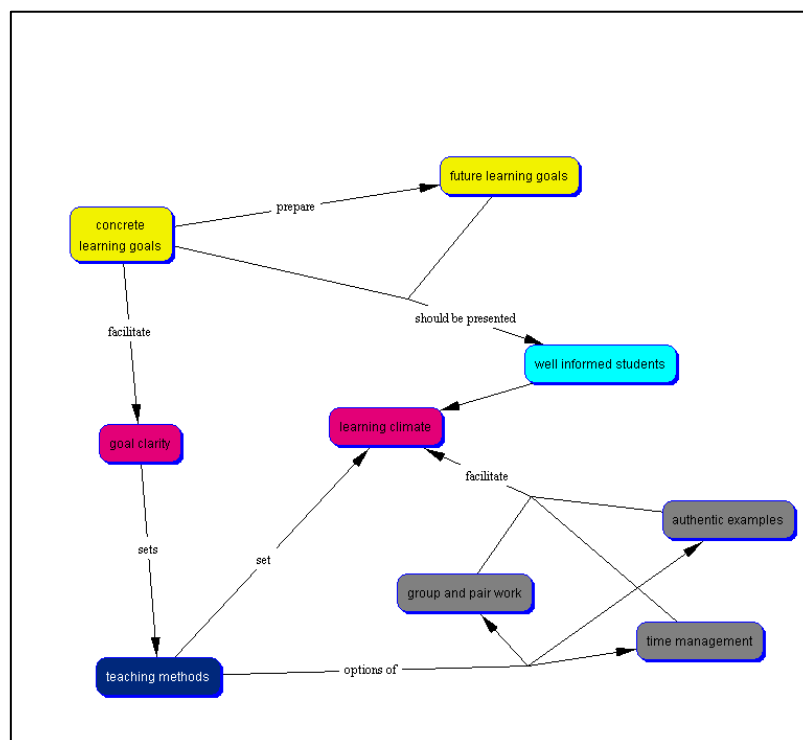 future learning goals
prepare
concrete
learning goals
should be presented
facilitate
well informed students
learning climate
goal clarity
facilitate
authentic examples
sets
set
group and pair work
time management
options of
teaching methods